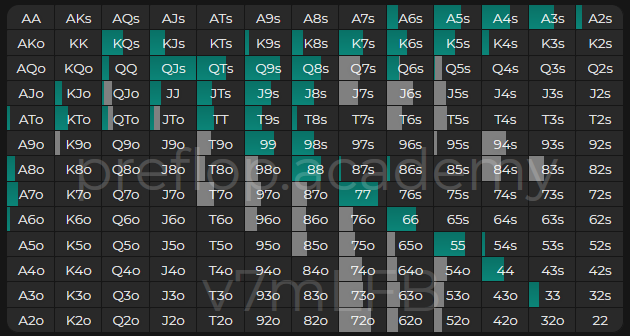 AA AKs AQs AJs ATs A9s A8s A7s A6s A5s A4s A3s A2s
AKo KK KQs KJs KTs K9s K8s K7s K6s K5s K4s K3s K2s
AQo KQo QQ QJs QTs Q9s Q8s Q7s Q6s Q5s Q4s Q3s Q2s
AJo KJo QJo JJ JTs J9s J8s J7s J6s J5s J4s J3s J2s
ATo KTo QTo JTo TT T9s T8s T7s T6s T5s T4s T3s T2s
A9o K9o Q9o J9o T9o 99 98s 97s 96s 95s 94s 93s 92s
A8o K8o Q8o J8o T8o 98o 88 87s 86s 85s 84s 83s 82s
A7o K7o Q7o J7o T7o 97o 87o 77 76s 75s 74s 73s 72s
A6o K6o Q6o J6o T6o 96o 86o 76o 66 65s 64s 63s 62s
A5o K5o Q5o J5o T5o 95o 85o 75o 65o 55 54s 53s 52s
A4o K4o Q4o J4o T4o 94o 84o 74o 64o 54o 44 43s 42s
A3o K3o Q3o J3o T3o 93o 83o 73o 63o 53o 43o 33 32s
A2o K2o Q2o J2o T2o 92o 82o 72o 62o 52o 42o 32o 22
preflop.academy
v7mLFB